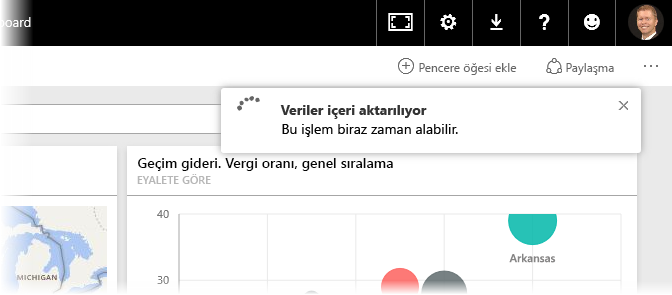 board
?
Pencere öğesi ekle
Paylaşma
...
Veriler içeri aktarılıyor
Bu işlem biraz zaman alabilir.
Geçim gideri. Vergi oranı, genel sıralama
EYALETE GÖRE
40
Arkansas
MICHIGAN
30